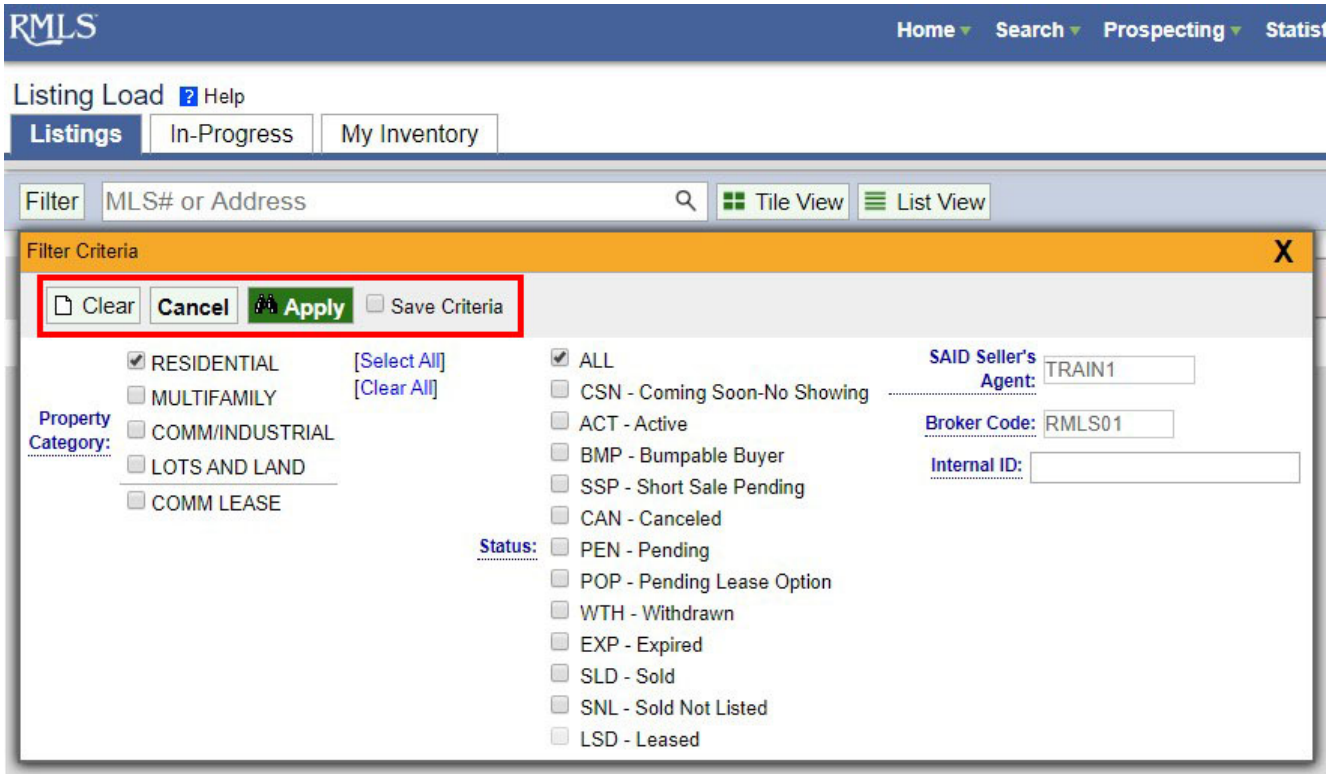 RMLS
Home Search Prospecting Statist
Listing Load ? Help
Listings In-Progress My Inventory
Filter MLS# or Address Tile View List View
Filter Criteria X
Clear Cancel Apply Save Criteria
Property Category:
RESIDENTIAL
MULTIFAMILY
COMM/INDUSTRIAL
LOTS AND LAND
COMM LEASE
[Select All]
[Clear All]
Status:
ALL
CSN - Coming Soon-No Showing
ACT - Active
BMP - Bumpable Buyer
SSP - Short Sale Pending
CAN - Canceled
PEN - Pending
POP - Pending Lease Option
WTH - Withdrawn
EXP - Expired
SLD - Sold
SNL - Sold Not Listed
LSD - Leased
SAID Seller's
Agent: TRAIN1
Broker Code: RMLS01
Internal ID: